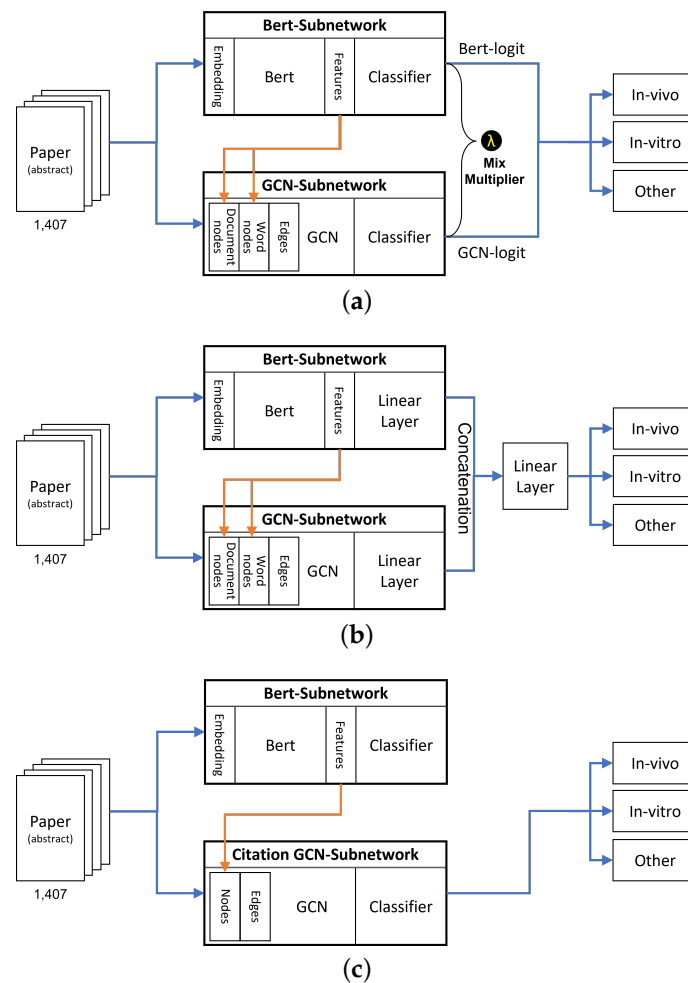 Bert-Subnetwork
Embedding
Bert
Features
Classifier
Bert-logit
Paper
(abstract)
1,407
λ
Mix
Multiplier
In-vivo
In-vitro
Other
GCN-Subnetwork
Document
nodes
Word
nodes
Edges
GCN
Classifier
GCN-logit
(a)
Bert-Subnetwork
Embedding
Bert
Features
Linear
Layer
Paper
(abstract)
1,407
Concatenation
Linear
Layer
In-vivo
In-vitro
Other
GCN-Subnetwork
Document
nodes
Word
nodes
Edges
GCN
Linear
Layer
(b)
Bert-Subnetwork
Embedding
Bert
Features
Classifier
Paper
(abstract)
1,407
In-vivo
In-vitro
Other
Citation GCN-Subnetwork
Nodes
Edges
GCN
Classifier
(c)